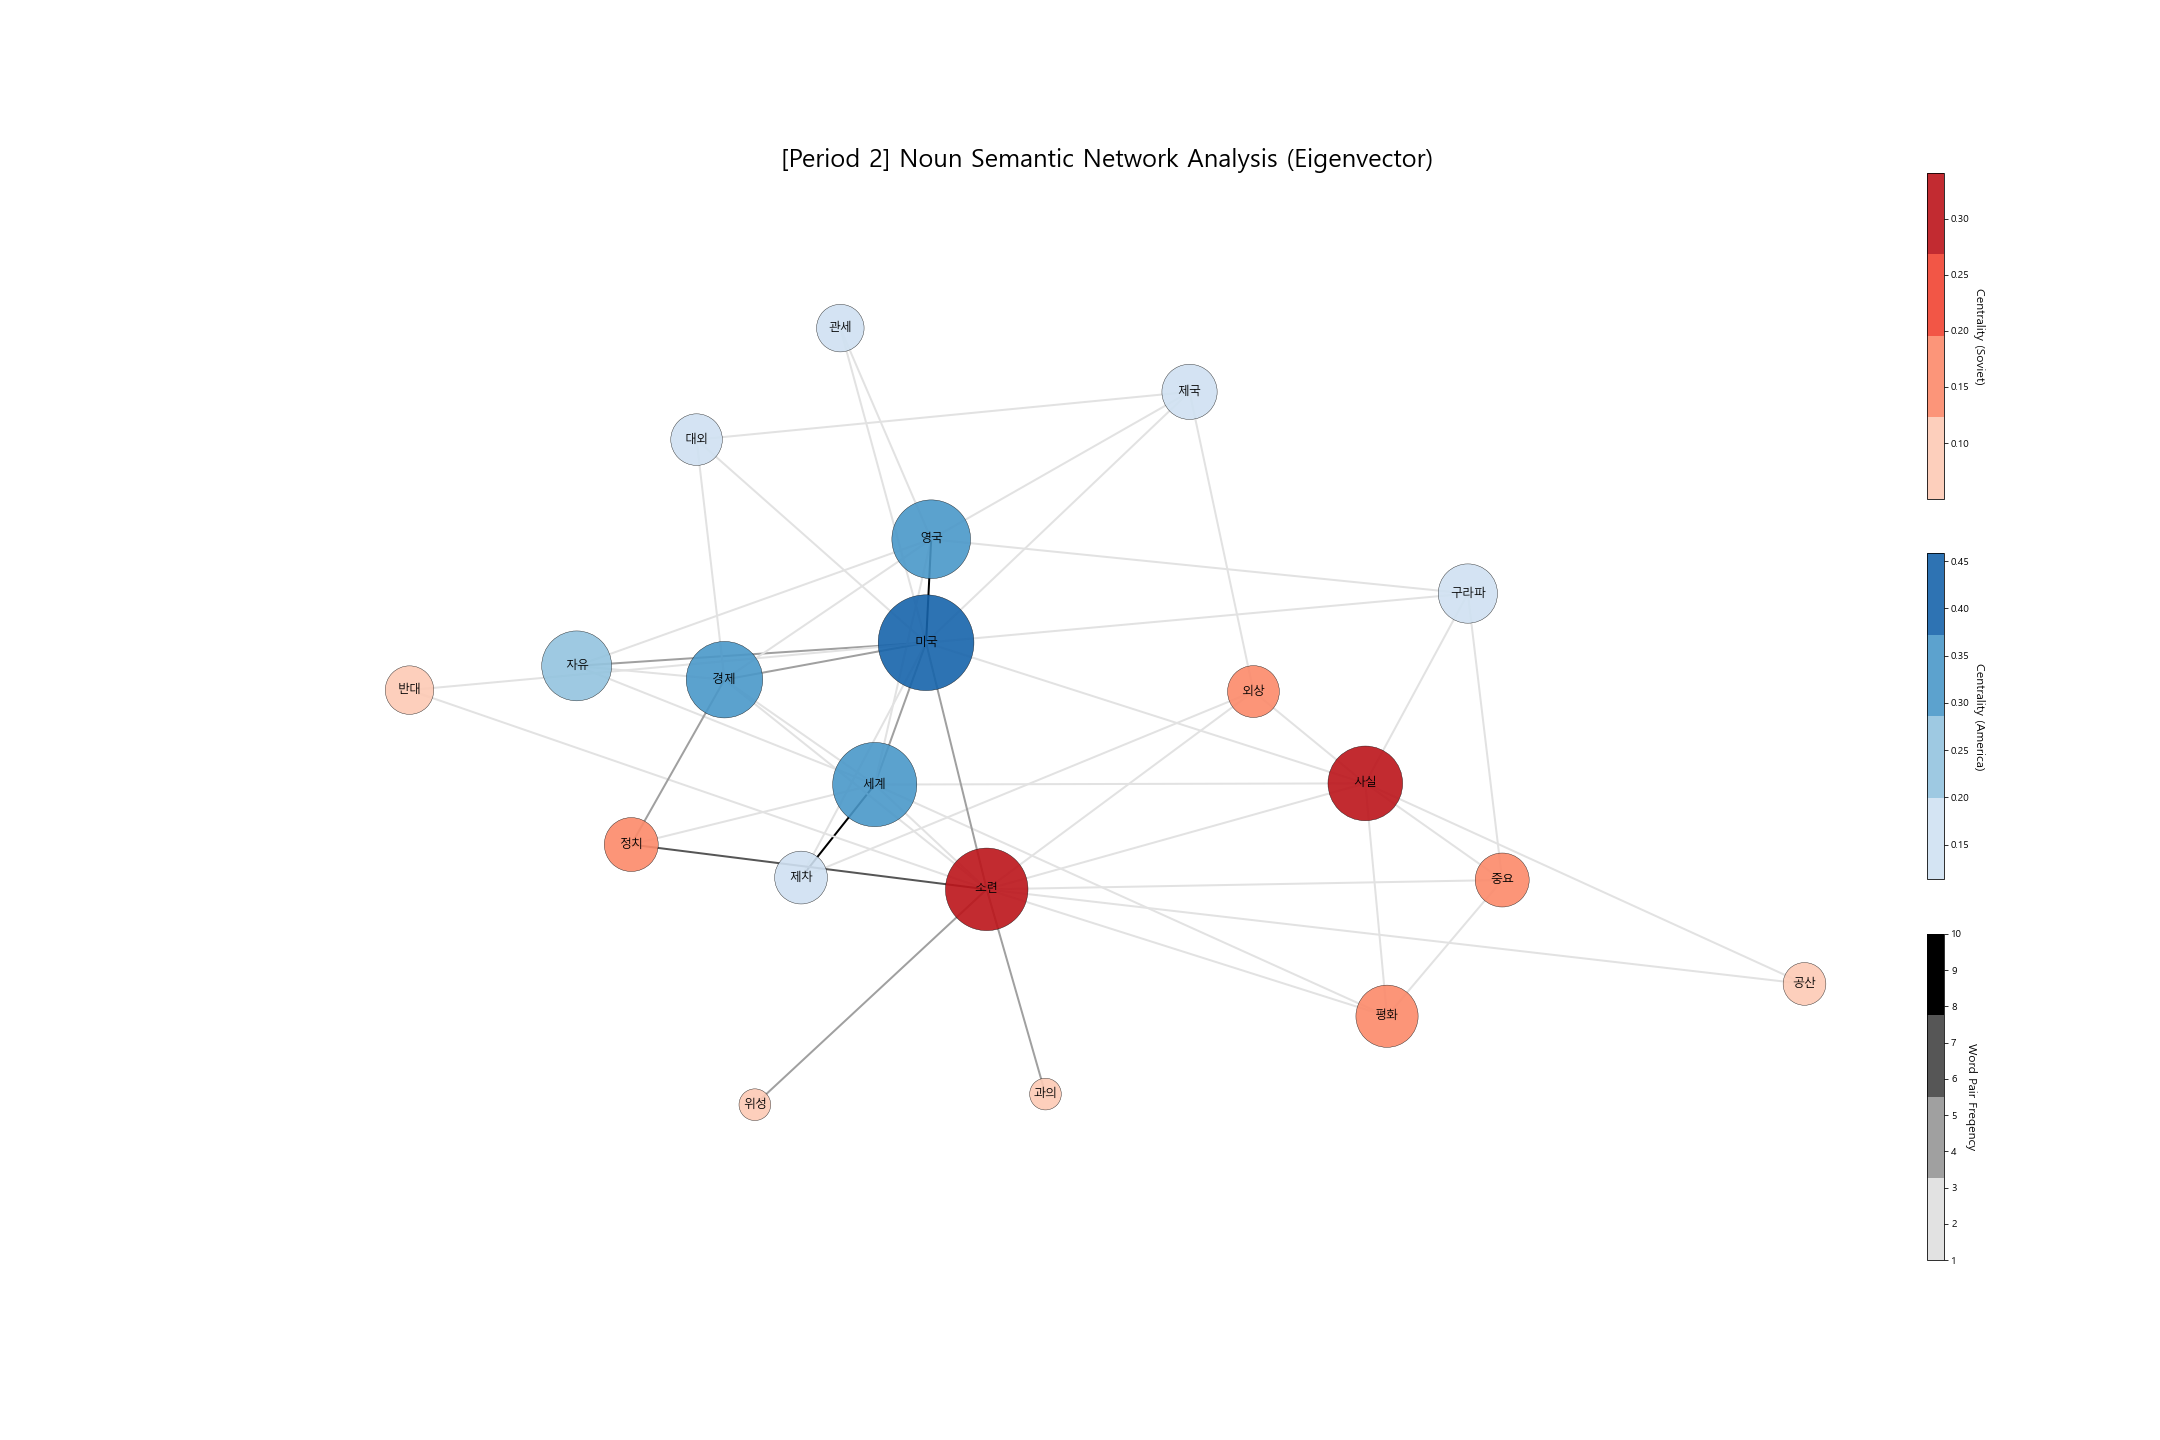 [Period 2] Noun Semantic Network Analysis (Eigenvector)
관세
제국
대외
영국
구라파
미국
자유
경제
반대
외상
세계
사실
정치
제차
소련
중요
공산
평화
위성
과의
0.30
0.25
0.20
0.15
0.10
Centrality (Soviet)
0.45
0.40
0.35
0.30
0.25
0.20
0.15
Centrality (America)
10
9
8
7
6
5
4
3
2
1
Word Pair Freqency